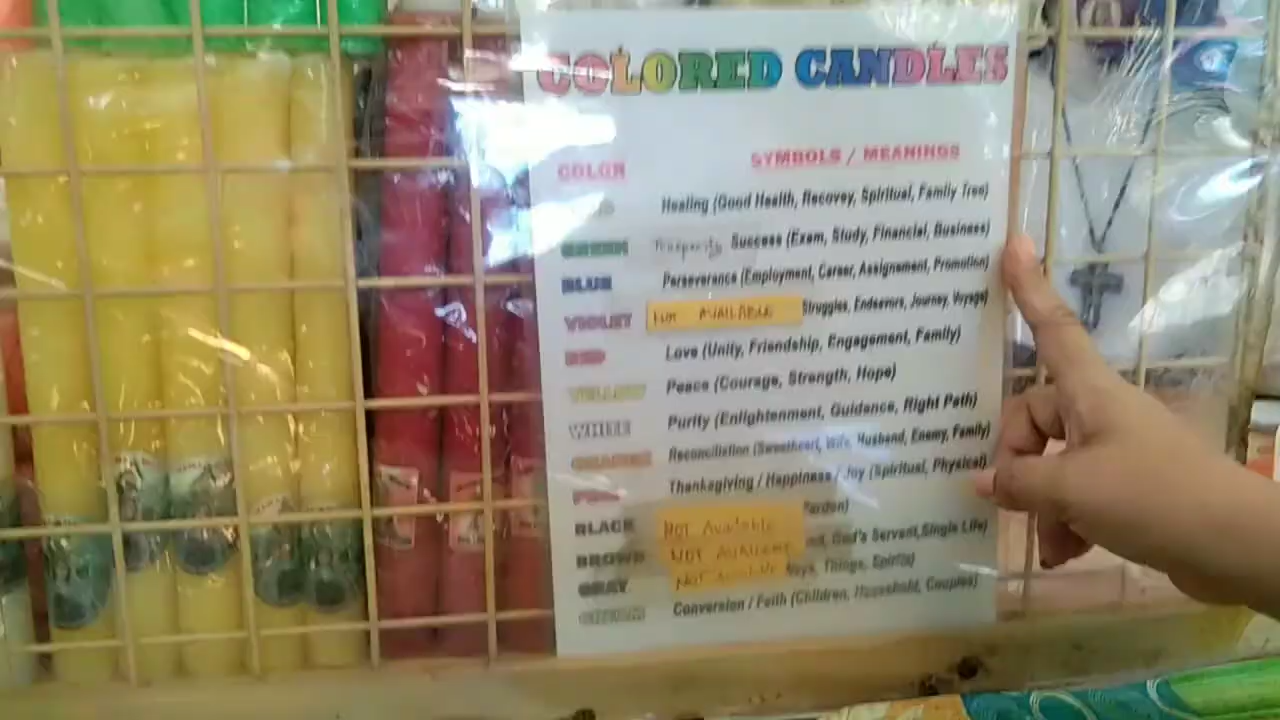 COLORED CANDLES
COLOR SYMBOLS / MEANINGS
Healing (Good Health, Recovey, Spiritual, Family Tree)
GREEN Prosperity Success (Exam, Study, Financial, Business)
BLUE Perseverance (Employment, Career, Assignement, Promotion)
VIOLET NOT AVAILABLE Struggles, Endeavors, Journey, Voyage)
RED Love (Unity, Friendship, Engagement, Family)
YELLOW Peace (Courage, Strength, Hope)
WHITE Purity (Enlightenment, Guidance, Right Path)
ORANGE Reconciliation (Sweetheart, Wife, Husband, Enemy, Family)
PINK Thanksgiving / Happiness / Joy (Spiritual, Physical)
BLACK Not Available
BROWN NOT AVAILABLE God's Servant,Single Life)
GRAY Not Available Things, Spirits)
CREAM Conversion / Faith (Children, Household, Couples)